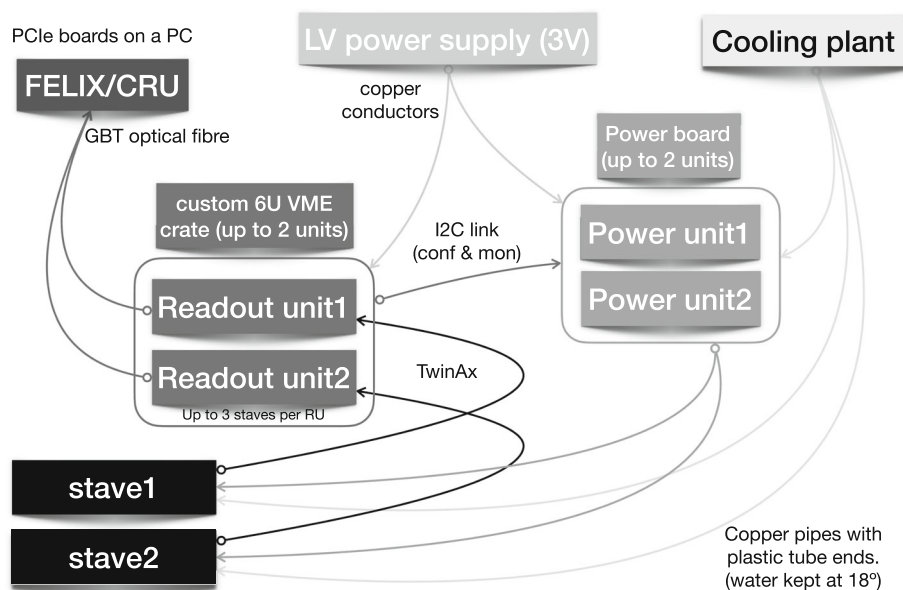 PCIe boards on a PC
FELIX/CRU
LV power supply (3V)
Cooling plant
copper
conductors
GBT optical fibre
Power board
(up to 2 units)
custom 6U VME
crate (up to 2 units)
I2C link
(conf & mon)
Power unit1
Power unit2
Readout unit1
Readout unit2
Up to 3 staves per RU
TwinAx
stave1
stave2
Copper pipes with
plastic tube ends.
(water kept at 18º)